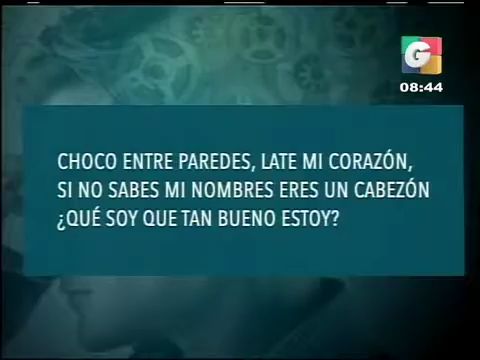 G
08:44
CHOCO ENTRE PAREDES, LATE MI CORAZÓN,
SI NO SABES MI NOMBRES ERES UN CABEZÓN
¿QUÉ SOY QUE TAN BUENO ESTOY?